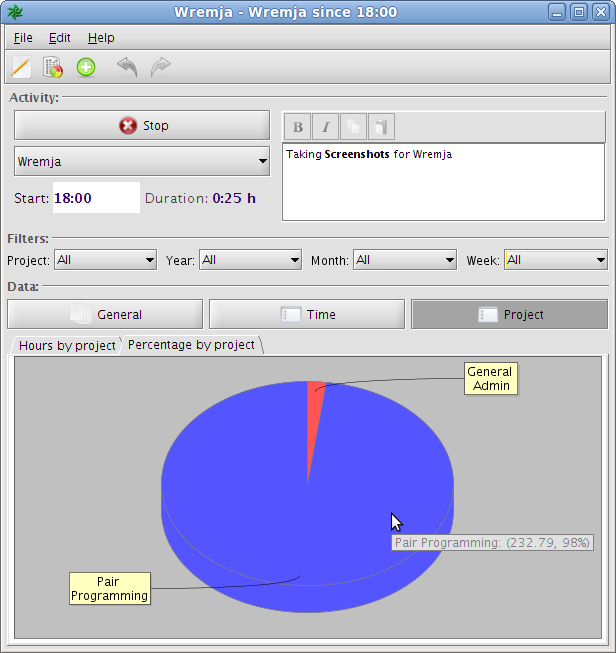 Wremja - Wremja since 18:00
File Edit Help
Activity:
Stop
B I
Wremja
Taking Screenshots for Wremja
Start: 18:00 Duration: 0:25 h
Filters:
Project: All Year: All Month: All Week: All
Data:
General Time Project
Hours by project Percentage by project
General
Admin
Pair Programming: (232.79, 98%)
Pair
Programming